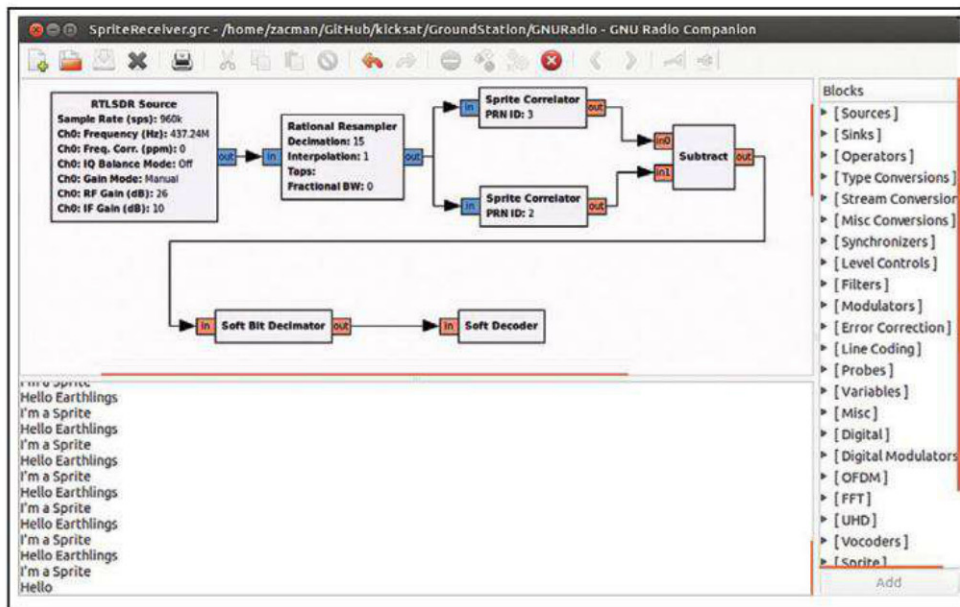 SpriteReceiver.grc - /home/zacman/GitHub/kicksat/GroundStation/GNURadio - GNU Radio Companion
RTLSDR Source
Sample Rate (sps): 960k
Ch0: Frequency (Hz): 437.24M
Ch0: Freq. Corr. (ppm): 0
Ch0: IQ Balance Mode: Off
Ch0: Gain Mode: Manual
Ch0: RF Gain (dB): 26
Ch0: IF Gain (dB): 10
out
in
Rational Resampler
Decimation: 15
Interpolation: 1
Taps:
Fractional BW: 0
out
in
Sprite Correlator
PRN ID: 3
out
in
Sprite Correlator
PRN ID: 2
out
in0
in1
Subtract
out
in
Soft Bit Decimator
out
in
Soft Decoder
Blocks
[ Sources ]
[ Sinks ]
[ Operators ]
[ Type Conversions ]
[ Stream Conversion
[ Misc Conversions ]
[ Synchronizers ]
[ Level Controls ]
[ Filters ]
[ Modulators ]
[ Error Correction ]
[ Line Coding ]
[ Probes ]
[ Variables ]
[ Misc ]
[ Digital ]
[ Digital Modulators
[ OFDM ]
[ FFT ]
[ UHD ]
[ Vocoders ]
[ Sprite ]
Add
I'm a Sprite
Hello Earthlings
I'm a Sprite
Hello Earthlings
I'm a Sprite
Hello Earthlings
I'm a Sprite
Hello Earthlings
I'm a Sprite
Hello Earthlings
I'm a Sprite
Hello Earthlings
I'm a Sprite
Hello